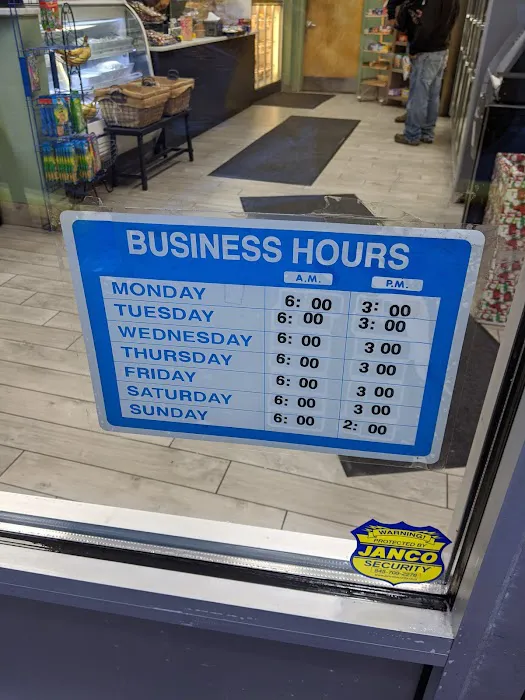 BUSINESS HOURS
A.M. P.M.
MONDAY 6: 00 3: 00
TUESDAY 6: 00 3: 00
WEDNESDAY 6: 00 3 00
THURSDAY 6: 00 3 00
FRIDAY 6: 00 3 00
SATURDAY 6: 00 3 00
SUNDAY 6: 00 2: 00
WARNING!
PROTECTED BY
JANCO
SECURITY